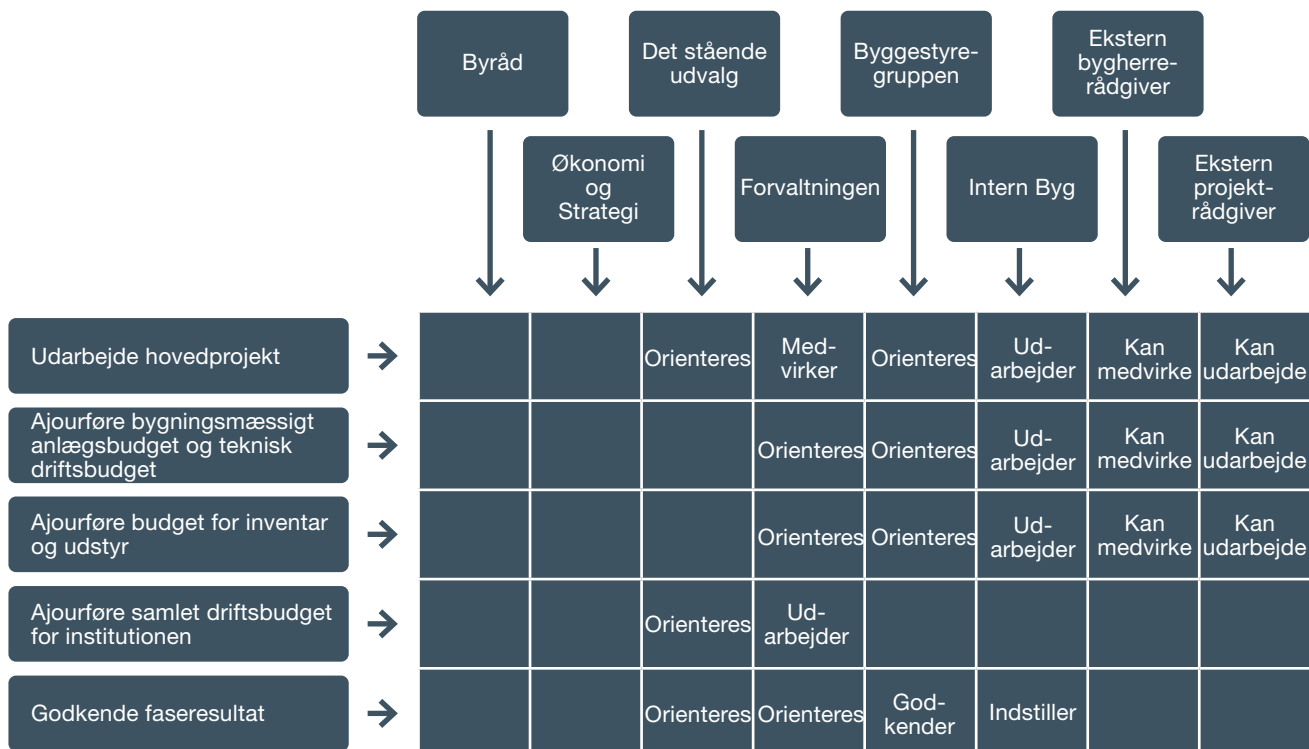 Byråd
Det stående
udvalg
Byggestyre-
gruppen
Ekstern
bygherre-
rådgiver
Økonomi
og
Strategi
Forvaltningen
Intern Byg
Ekstern
projekt-
rådgiver
Udarbejde hovedprojekt
Orienteres
Med-
virker
Orienteres
Ud-
arbejder
Kan
medvirke
Kan
udarbejde
Ajourføre bygningsmæssigt
anlægsbudget og teknisk
driftsbudget
Orienteres
Orienteres
Ud-
arbejder
Kan
medvirke
Kan
udarbejde
Ajourføre budget for inventar
og udstyr
Orienteres
Orienteres
Ud-
arbejder
Kan
medvirke
Kan
udarbejde
Ajourføre samlet driftsbudget
for institutionen
Orienteres
Ud-
arbejder
Godkende faseresultat
Orienteres
Orienteres
God-
kender
Indstiller